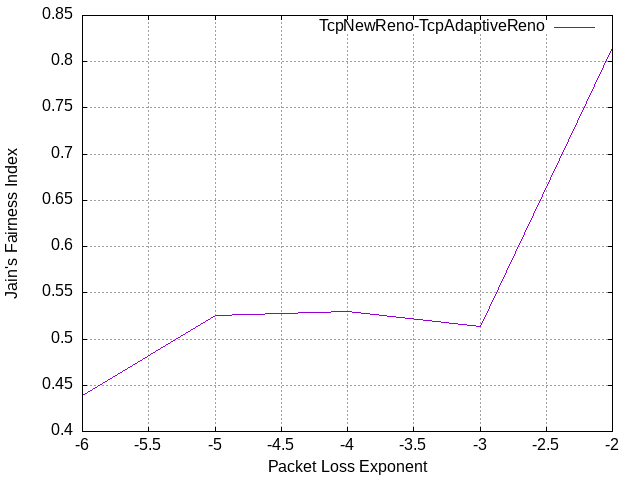 0.85
TcpNewReno-TcpAdaptiveReno
0.8
0.75
0.7
0.65
Jain's Fairness Index
0.6
0.55
0.5
0.45
0.4
-6 -5.5 -5 -4.5 -4 -3.5 -3 -2.5 -2
Packet Loss Exponent